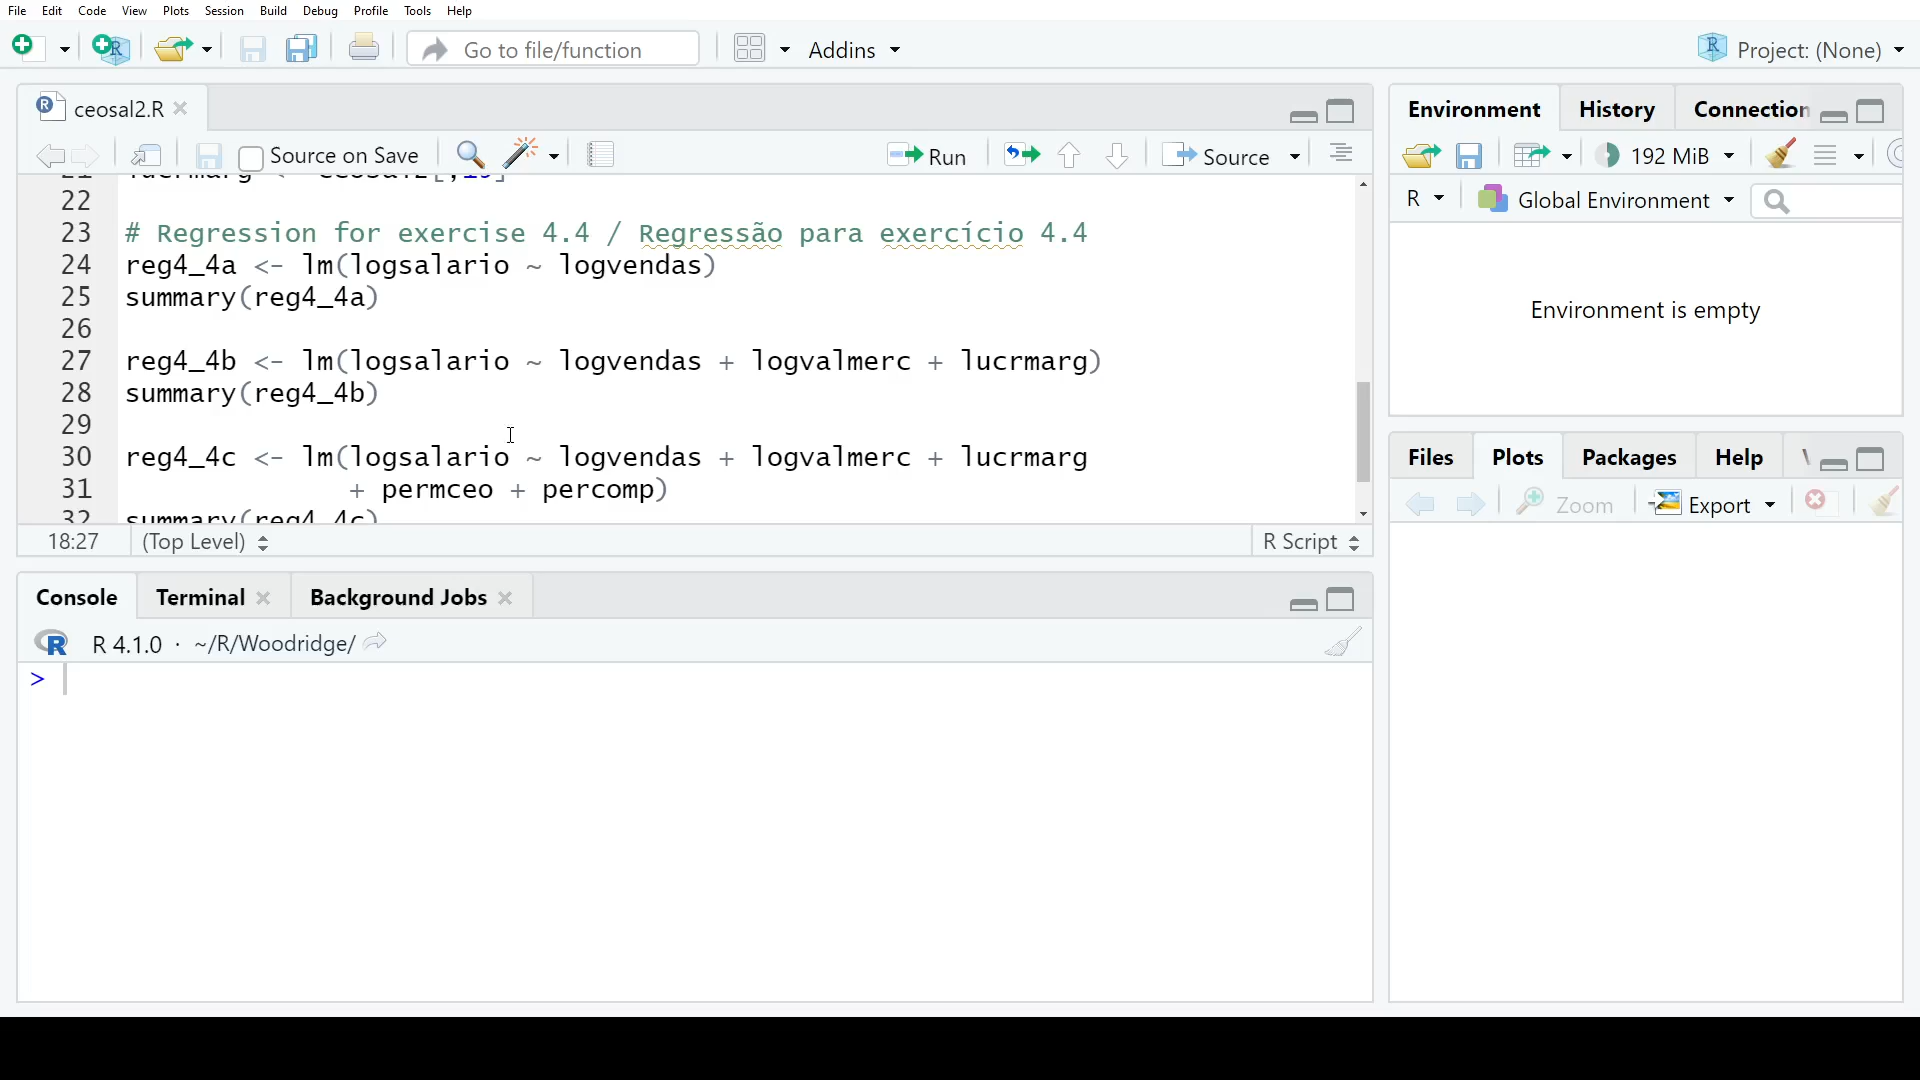 File Edit Code View Plots Session Build Debug Profile Tools Help
Go to file/function Addins Project: (None)
ceosal2.R
Source on Save Run Source
22
23 # Regression for exercise 4.4 / Regressão para exercício 4.4
24 reg4_4a <- lm(logsalario ~ logvendas)
25 summary(reg4_4a)
26
27 reg4_4b <- lm(logsalario ~ logvendas + logvalmerc + lucrmarg)
28 summary(reg4_4b)
29
30 reg4_4c <- lm(logsalario ~ logvendas + logvalmerc + lucrmarg
31 + permceo + percomp)
32 summary(reg4_4c)
18:27 (Top Level) R Script
Console Terminal Background Jobs
R 4.1.0 · ~/R/Woodridge/
>
Environment History Connection
192 MiB
R Global Environment
Environment is empty
Files Plots Packages Help
Zoom Export